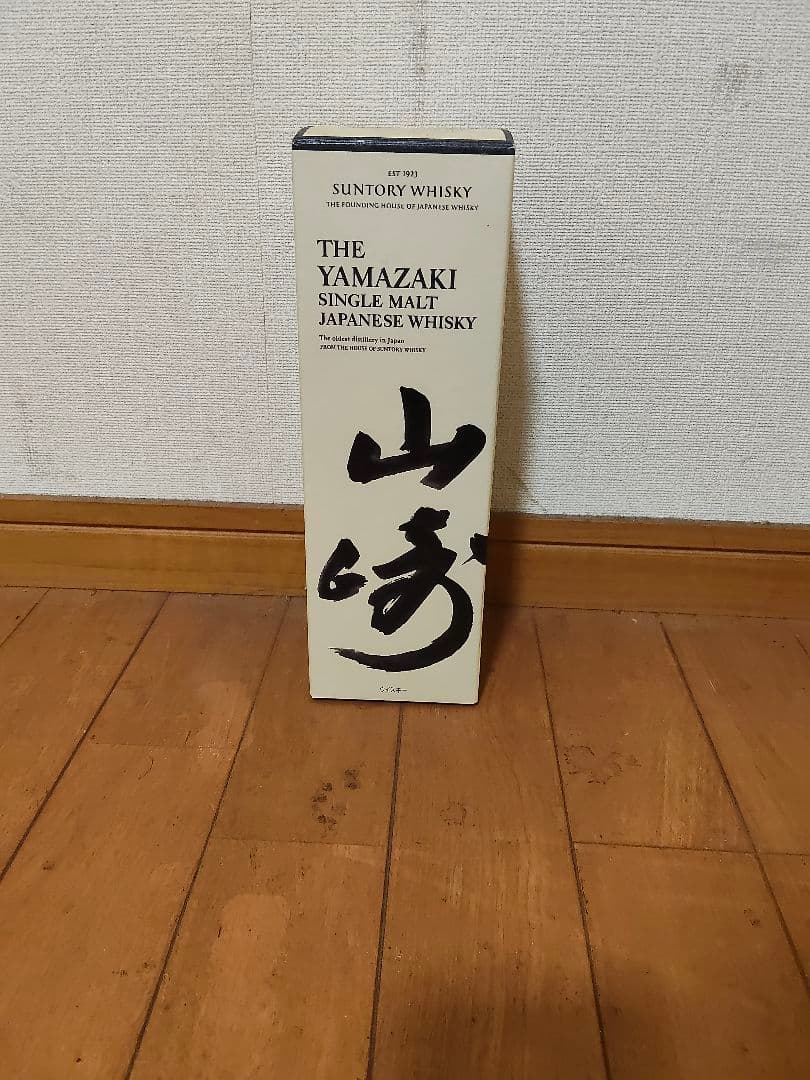 EST 1923
SUNTORY WHISKY
THE FOUNDING HOUSE OF JAPANESE WHISKY
THE
YAMAZAKI
SINGLE MALT
JAPANESE WHISKY
The oldest distillery in Japan
FROM THE HOUSE OF SUNTORY WHISKY
山
崎
ウイスキー